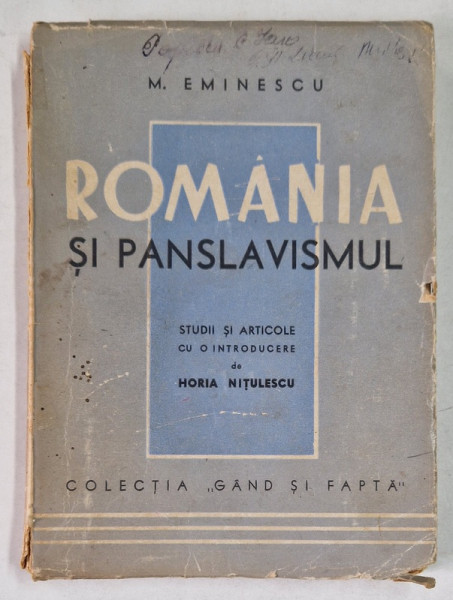 M. EMINESCU
ROMÂNIA
ȘI PANSLAVISMUL
STUDII ȘI ARTICOLE
CU O INTRODUCERE
de
HORIA NIȚULESCU
COLECȚIA „GÂND ȘI FAPTĂ"